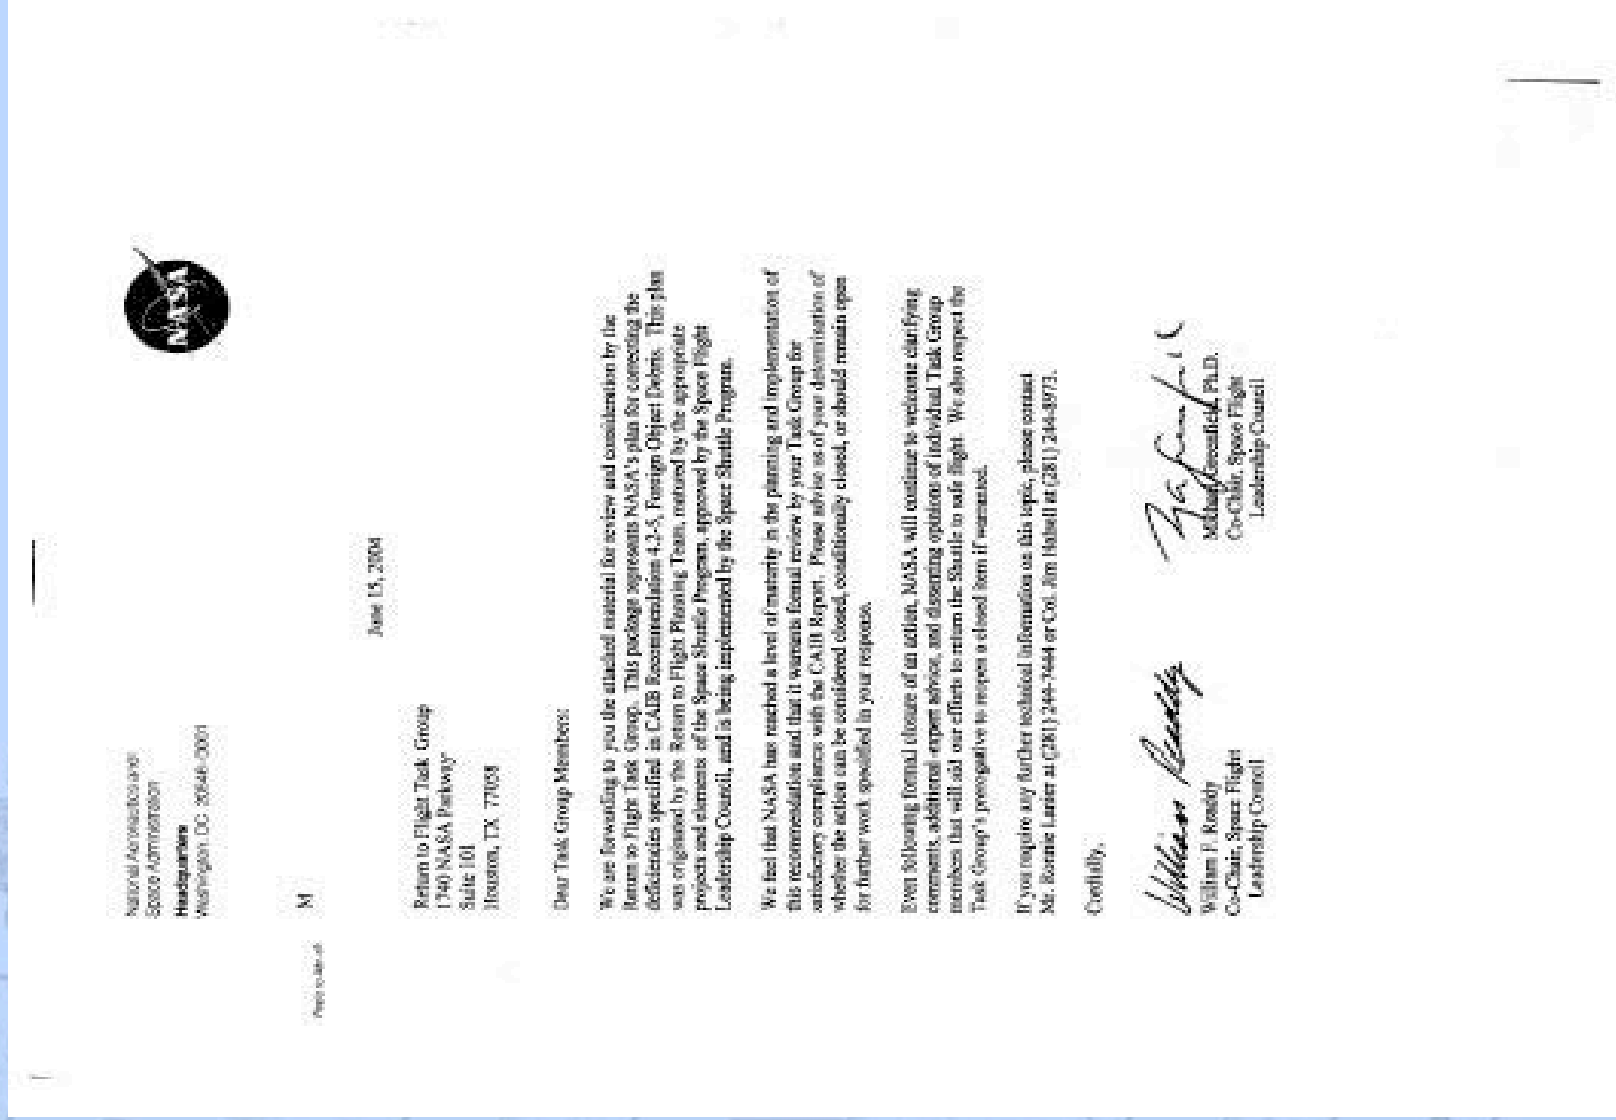 National Aeronautics and
Space Administration
Headquarters
Washington, DC 20546-0001
NASA
June 15, 2004
Reply to Attn of:
M
Return to Flight Task Group
1740 NASA Parkway
Suite 101
Houston, TX 77058
Dear Task Group Members:
We are forwarding to you the attached material for review and consideration by the
Return to Flight Task Group. This package represents NASA's plan for correcting the
deficiencies specified in CAIB Recommendation 4.2-5, Foreign Object Debris. This plan
was originated by the Return to Flight Planning Team, matured by the appropriate
projects and elements of the Space Shuttle Program, approved by the Space Flight
Leadership Council, and is being implemented by the Space Shuttle Program.
We feel that NASA has reached a level of maturity in the planning and implementation of
this recommendation and that it warrants formal review by your Task Group for
satisfactory compliance with the CAIB Report. Please advise us of your determination of
whether the action can be considered closed, conditionally closed, or should remain open
for further work specified in your response.
Even following formal closure of an action, NASA will continue to welcome clarifying
comments, additional expert advice, and dissenting opinions of individual Task Group
members that will aid our efforts to return the Shuttle to safe flight. We also respect the
Task Group's prerogative to reopen a closed item if warranted.
If you require any further technical information on this topic, please contact
Mr. Ronnie Lanier at (281) 244-7444 or Col. Jim Halsell at (281) 244-8973.
Cordially,
William Readdy
William F. Readdy
Co-Chair, Space Flight
Leadership Council
Michael Greenfield, Ph.D.
Co-Chair, Space Flight
Leadership Council